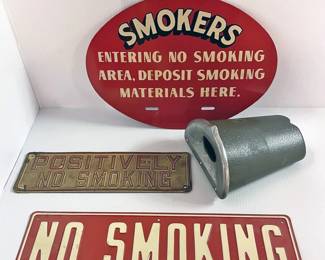 SMOKERS
ENTERING NO SMOKING
AREA, DEPOSIT SMOKING
MATERIALS HERE.
POSITIVELY
NO SMOKING
NO SMOKING